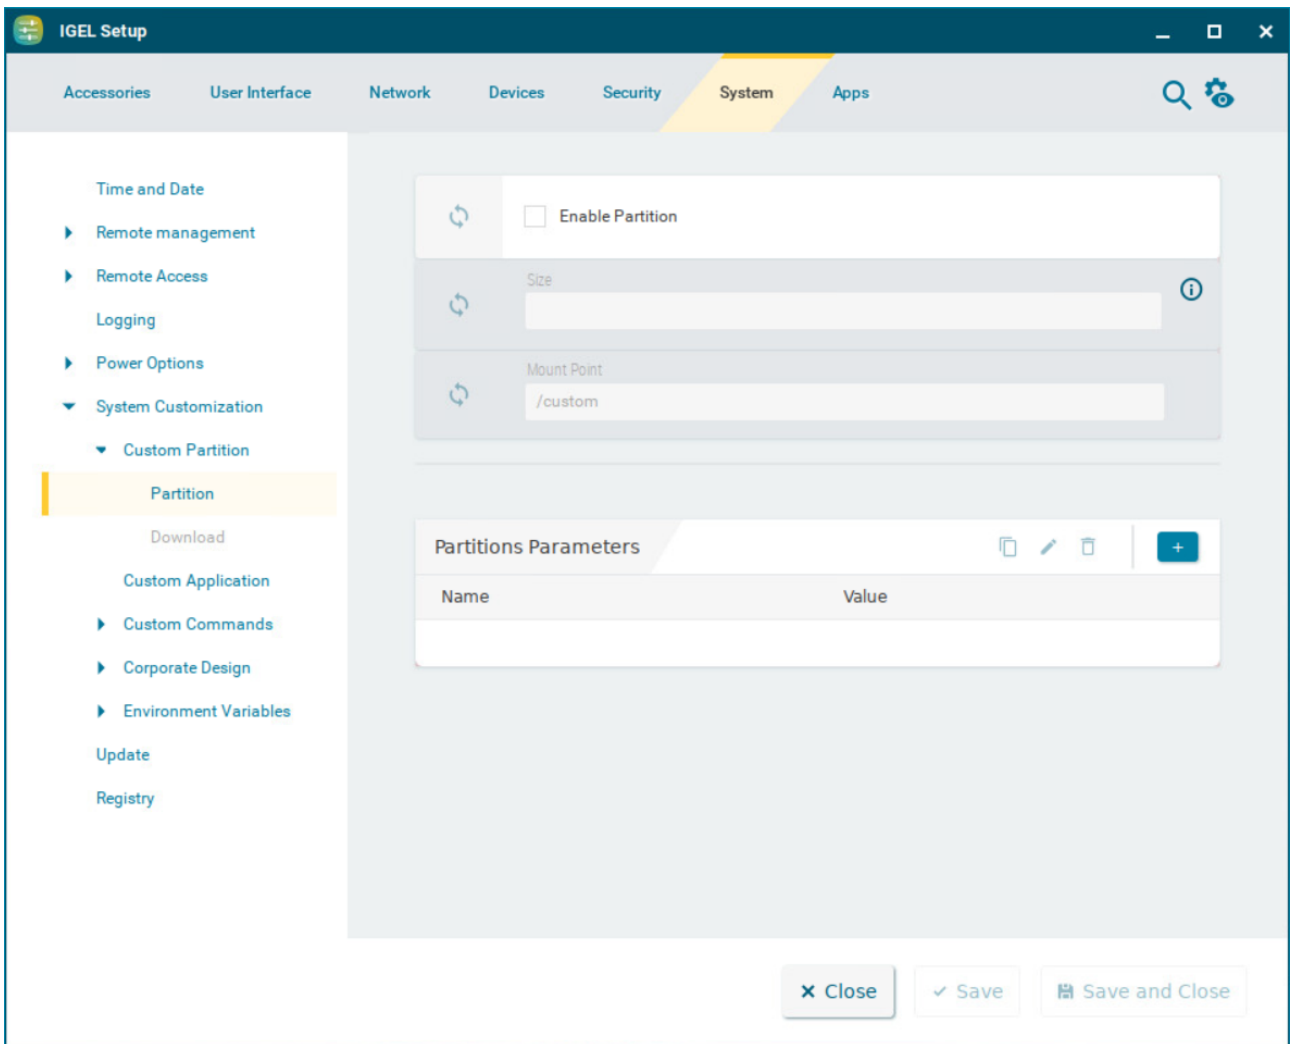 IGEL Setup
Accessories User Interface Network Devices Security System Apps
Time and Date
Remote management
Remote Access
Logging
Power Options
System Customization
Custom Partition
Partition
Download
Custom Application
Custom Commands
Corporate Design
Environment Variables
Update
Registry
Enable Partition
Size
Mount Point
/custom
Partitions Parameters
Name Value
Close Save Save and Close